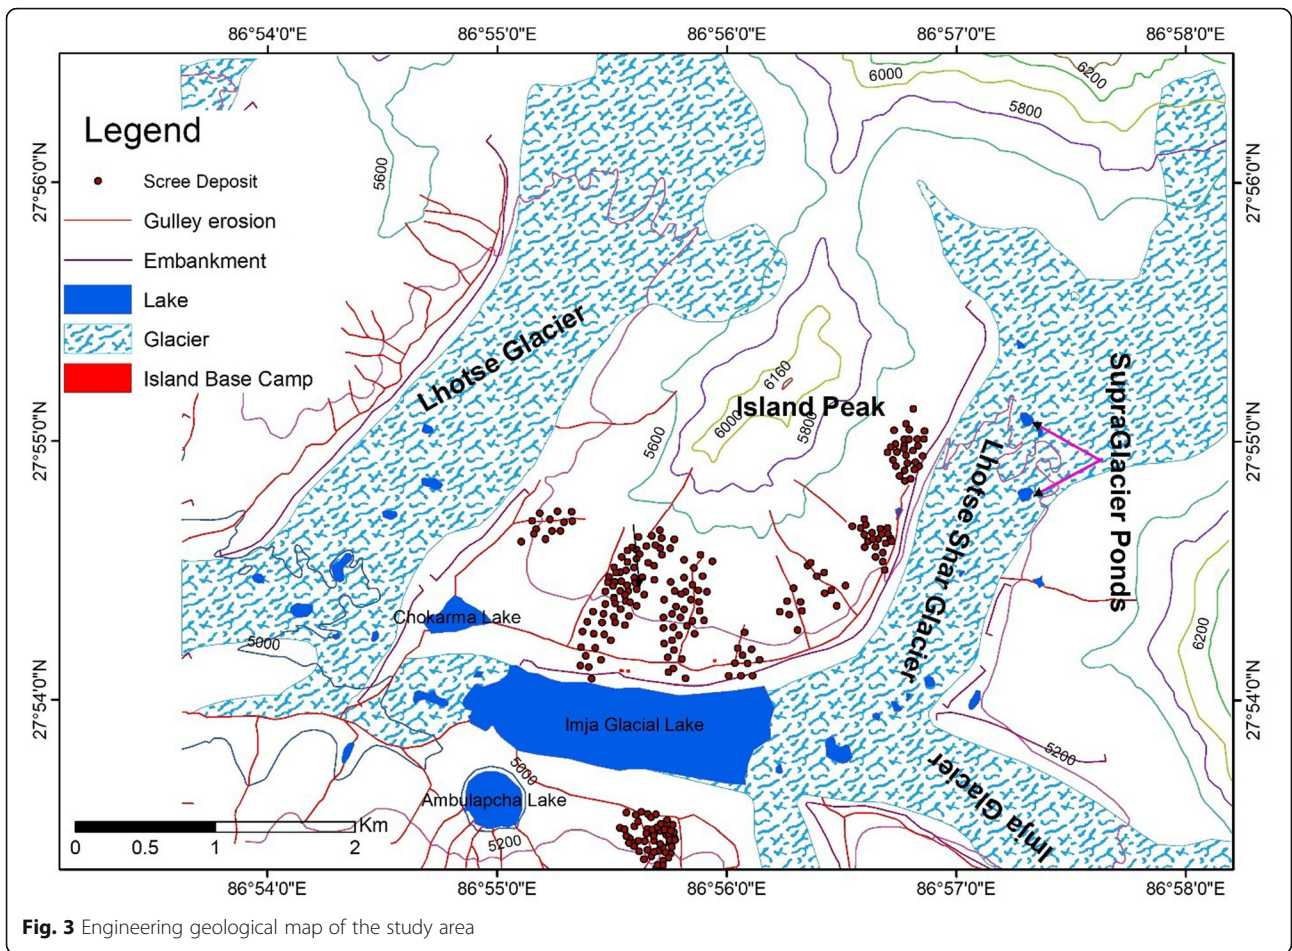 86°54'0"E
86°55'0"E
86°56'0"E
86°57'0"E
86°58'0"E
27°56'0"N
27°55'0"N
27°54'0"N
27°56'0"N
27°55'0"N
27°54'0"N
Legend
Scree Deposit
Gulley erosion
Embankment
Lake
Glacier
Island Base Camp
5600
6000
6200
5800
Lhotse Glacier
6160
Island Peak
6000
5800
5600
Lhotse Shar Glacier
SupraGlacier Ponds
6200
Chokarma Lake
5000
Imja Glacial Lake
5200
Imja Glacier
5000
Ambulapcha Lake
5200
Km
0
0.5
1
2
86°54'0"E
86°55'0"E
86°56'0"E
86°57'0"E
86°58'0"E
Fig. 3 Engineering geological map of the study area